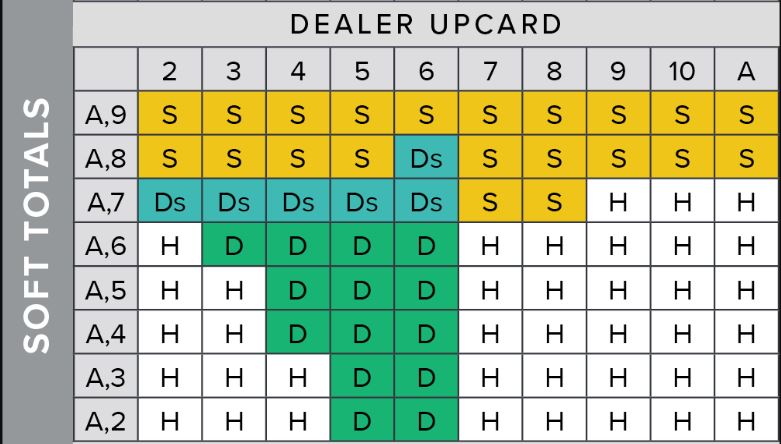 SOFT TOTALS
DEALER UPCARD
2 3 4 5 6 7 8 9 10 A
A,9 S S S S S S S S S S
A,8 S S S S Ds S S S S S
A,7 Ds Ds Ds Ds Ds S S H H H
A,6 H D D D D H H H H H
A,5 H H D D D H H H H H
A,4 H H D D D H H H H H
A,3 H H H D D H H H H H
A,2 H H H D D H H H H H